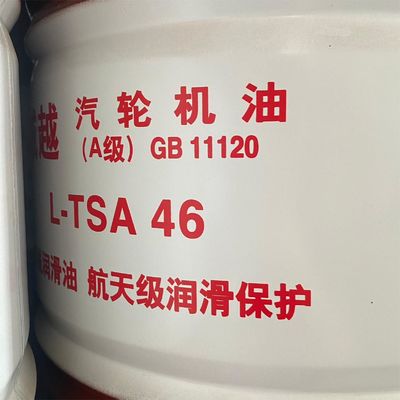 越 汽轮机油
（A级）GB 11120
L-TSA 46
润滑油 航天级润滑保护